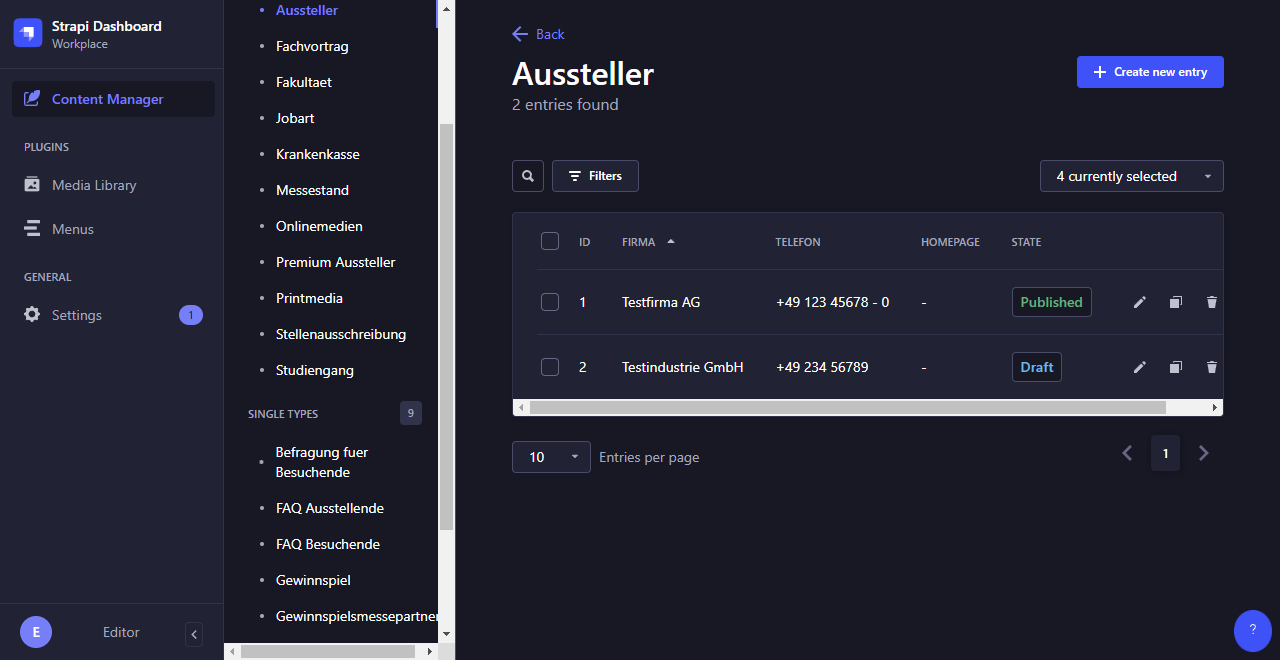 Strapi Dashboard
Workplace
Content Manager
PLUGINS
Media Library
Menus
GENERAL
Settings
1
E
Editor
Aussteller
Fachvortrag
Fakultaet
Jobart
Krankenkasse
Messestand
Onlinemedien
Premium Aussteller
Printmedia
Stellenausschreibung
Studiengang
SINGLE TYPES
9
Befragung fuer
Besuchende
FAQ Ausstellende
FAQ Besuchende
Gewinnspiel
Gewinnspielsmessepartner
Back
Aussteller
2 entries found
Create new entry
Filters
4 currently selected
ID FIRMA TELEFON HOMEPAGE STATE
1 Testfirma AG +49 123 45678 - 0 - Published
2 Testindustrie GmbH +49 234 56789 - Draft
10 Entries per page
1
?